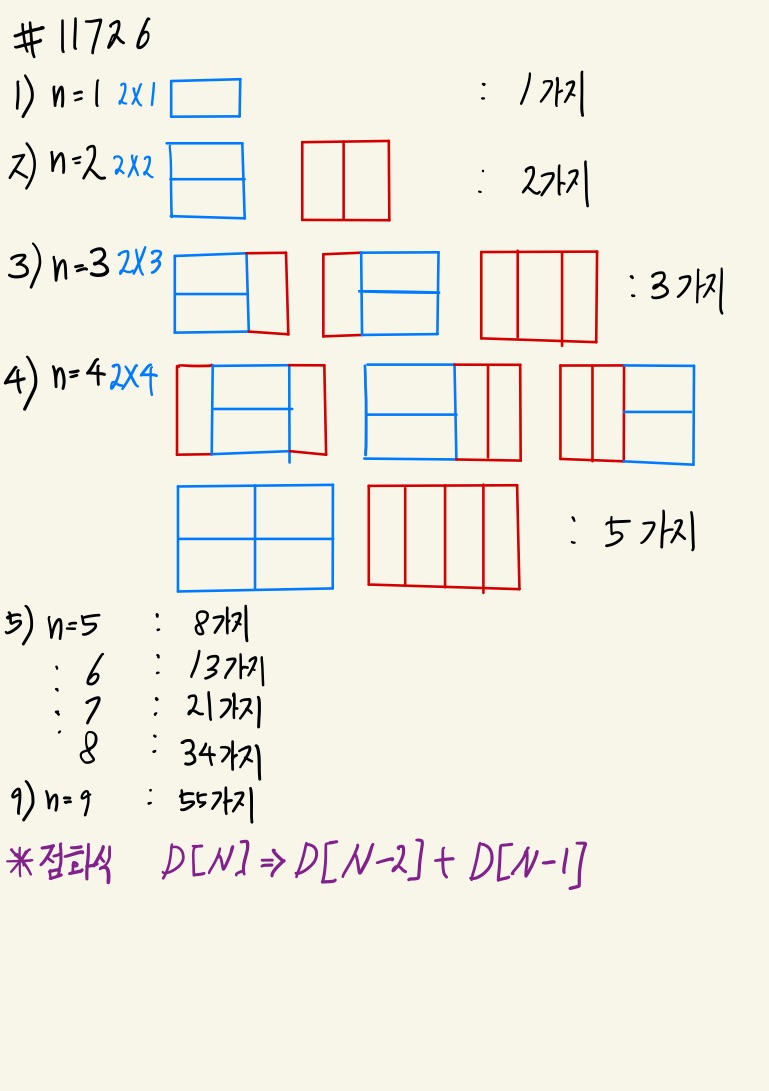 #11726
1) n=1 2X1 : 1가지
2) n=2 2X2 : 2가지
3) n=3 2X3 : 3가지
4) n=4 2X4
: 5가지
5) n=5 : 8가지
: 6 : 13가지
: 7 : 21가지
8 : 34가지
9) n=9 : 55가지
*점화식 D[N] ⇒ D[N-2] + D[N-1]